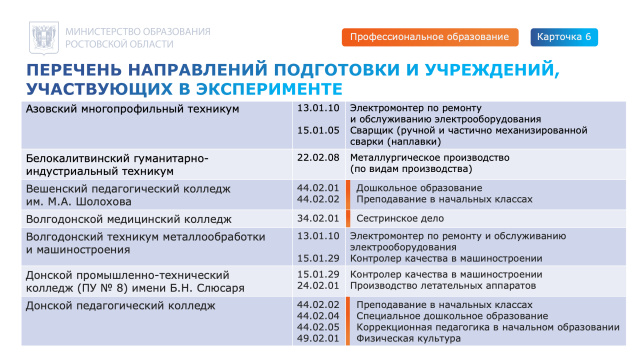 МИНИСТЕРСТВО ОБРАЗОВАНИЯ
РОСТОВСКОЙ ОБЛАСТИ
Профессиональное образование
Карточка 6
ПЕРЕЧЕНЬ НАПРАВЛЕНИЙ ПОДГОТОВКИ И УЧРЕЖДЕНИЙ,
УЧАСТВУЮЩИХ В ЭКСПЕРИМЕНТЕ
Азовский многопрофильный техникум 13.01.10 Электромонтер по ремонту
и обслуживанию электрооборудования
15.01.05 Сварщик (ручной и частично механизированной
сварки (наплавки)
Белокалитвинский гуманитарно- 22.02.08 Металлургическое производство
индустриальный техникум (по видам производства)
Вешенский педагогический колледж 44.02.01 Дошкольное образование
им. М.А. Шолохова 44.02.02 Преподавание в начальных классах
Волгодонский медицинский колледж 34.02.01 Сестринское дело
Волгодонский техникум металлообработки 13.01.10 Электромонтер по ремонту и обслуживанию
и машиностроения электрооборудования
15.01.29 Контролер качества в машиностроении
Донской промышленно-технический 15.01.29 Контролер качества в машиностроении
колледж (ПУ № 8) имени Б.Н. Слюсаря 24.02.01 Производство летательных аппаратов
Донской педагогический колледж 44.02.02 Преподавание в начальных классах
44.02.04 Специальное дошкольное образование
44.02.05 Коррекционная педагогика в начальном образовании
49.02.01 Физическая культура